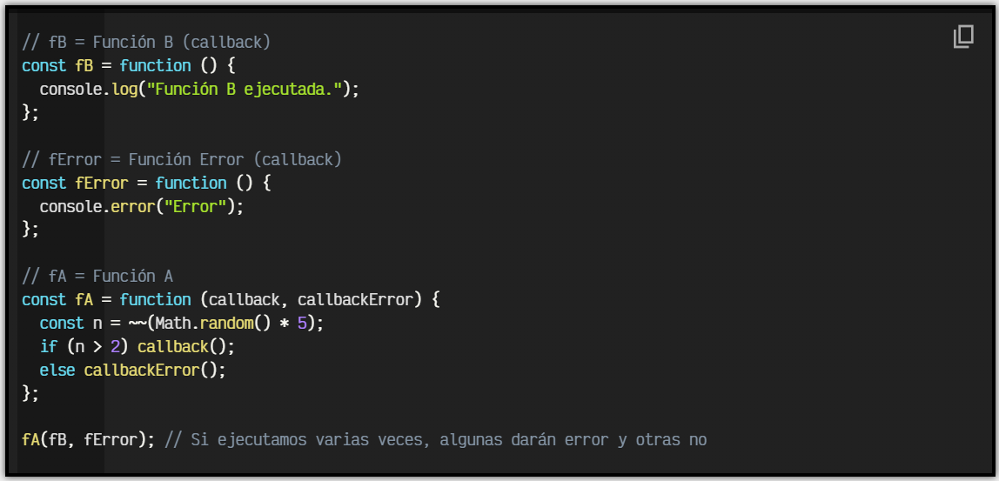 // fB = Función B (callback)
const fB = function () {
  console.log("Función B ejecutada.");
};

// fError = Función Error (callback)
const fError = function () {
  console.error("Error");
};

// fA = Función A
const fA = function (callback, callbackError) {
  const n = ~~(Math.random() * 5);
  if (n > 2) callback();
  else callbackError();
};

fA(fB, fError); // Si ejecutamos varias veces, algunas darán error y otras no